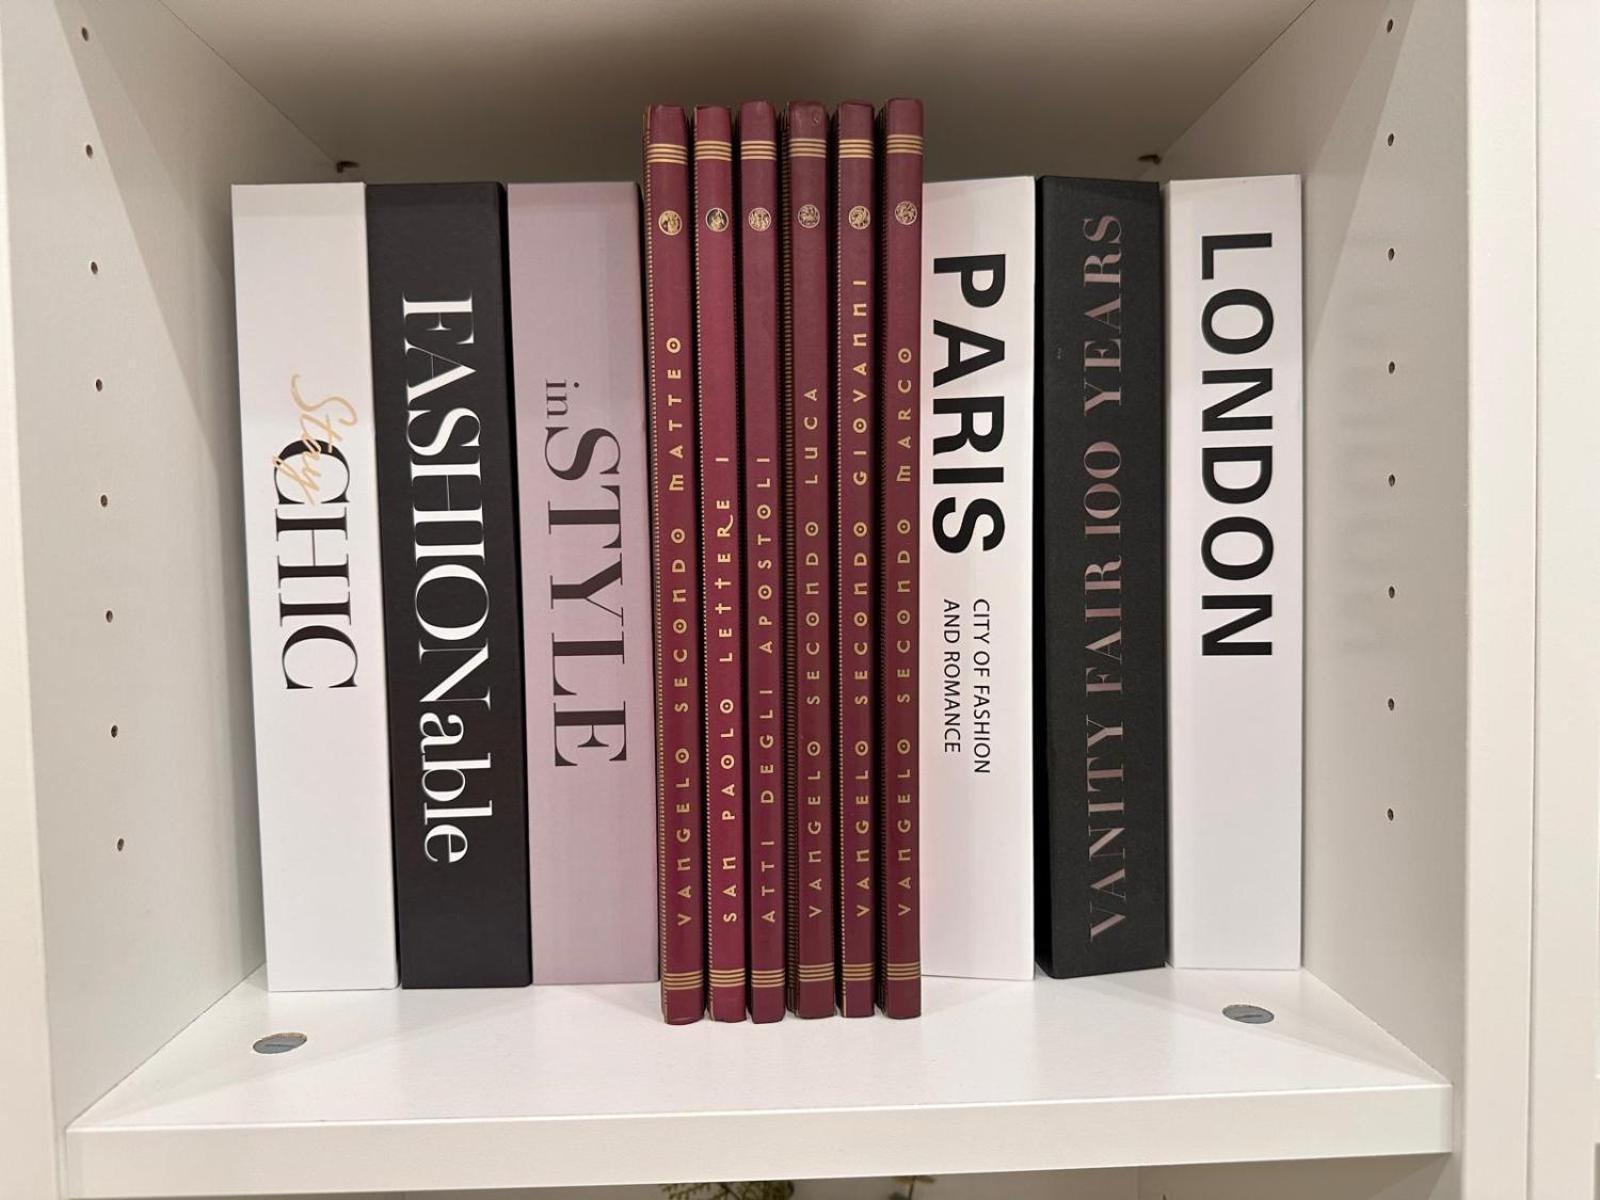 Stay
CHIC
FASHIONable
in STYLE
VANGELO SECONDO MATTEO
SAN PAOLO LETTERE I
ATTI DEGLI APOSTOLI
VANGELO SECONDO LUCA
VANGELO SECONDO GIOVANNI
VANGELO SECONDO MARCO
PARIS
CITY OF FASHION
AND ROMANCE
VANITY FAIR 100 YEARS
LONDON